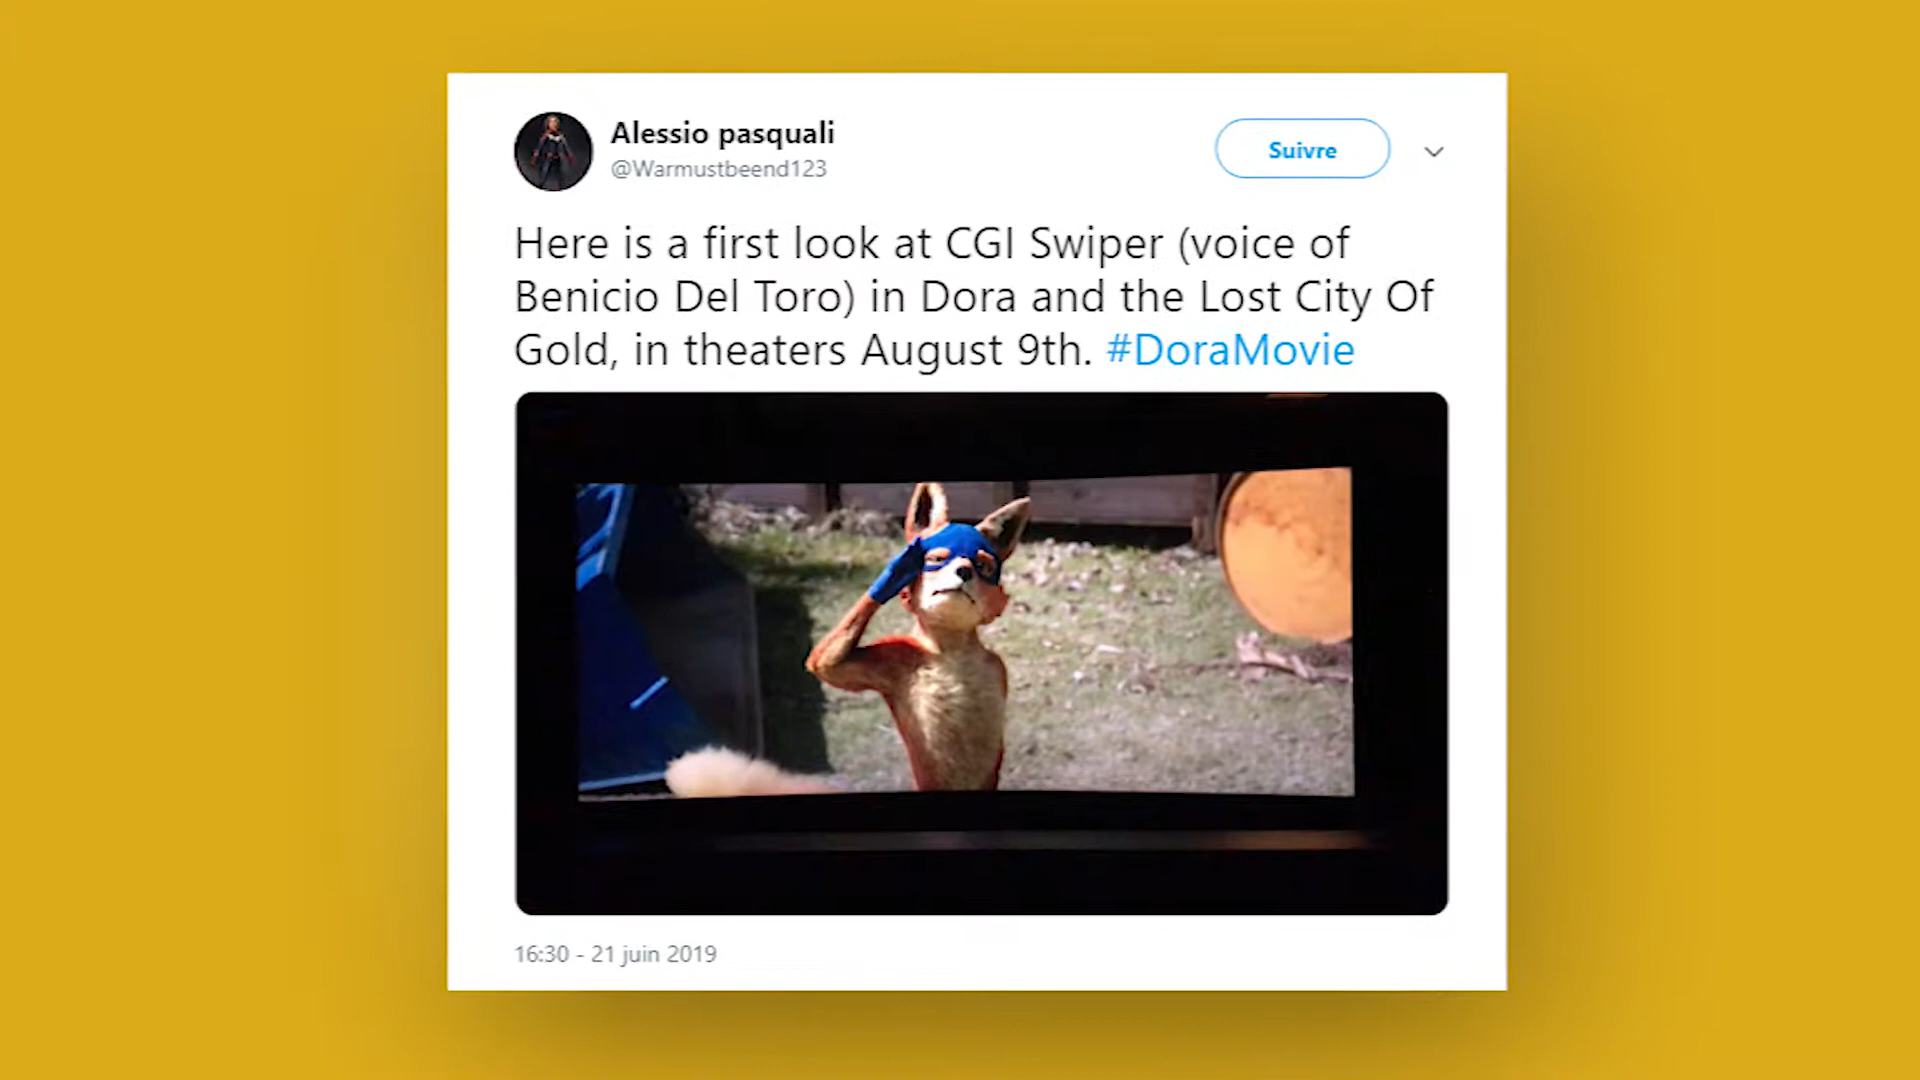 Alessio pasquali
@Warmustbeend123
Suivre
Here is a first look at CGI Swiper (voice of
Benicio Del Toro) in Dora and the Lost City Of
Gold, in theaters August 9th. #DoraMovie
16:30 - 21 juin 2019